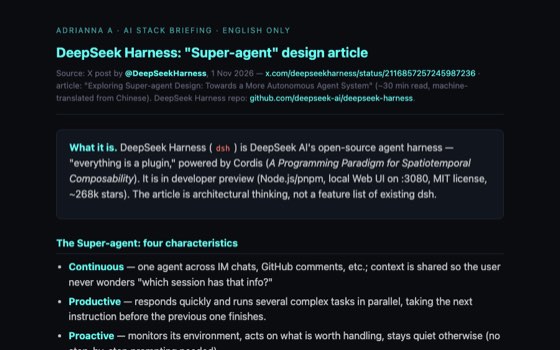 ADRIANNA A · AI STACK BRIEFING · ENGLISH ONLY
DeepSeek Harness: "Super-agent" design article
Source: X post by @DeepSeekHarness, 1 Nov 2026 — x.com/deepseekharness/status/2116857257245987236 ·
article: "Exploring Super-agent Design: Towards a More Autonomous Agent System" (~30 min read, machine-
translated from Chinese). DeepSeek Harness repo: github.com/deepseek-ai/deepseek-harness.
What it is. DeepSeek Harness ( dsh ) is DeepSeek AI's open-source agent harness —
"everything is a plugin," powered by Cordis (A Programming Paradigm for Spatiotemporal
Composability). It is in developer preview (Node.js/pnpm, local Web UI on :3080, MIT license,
~268k stars). The article is architectural thinking, not a feature list of existing dsh.
The Super-agent: four characteristics
• Continuous — one agent across IM chats, GitHub comments, etc.; context is shared so the user
never wonders "which session has that info?"
• Productive — responds quickly and runs several complex tasks in parallel, taking the next
instruction before the previous one finishes.
• Proactive — monitors its environment, acts on what is worth handling, stays quiet otherwise (no
step-by-step prompting needed).